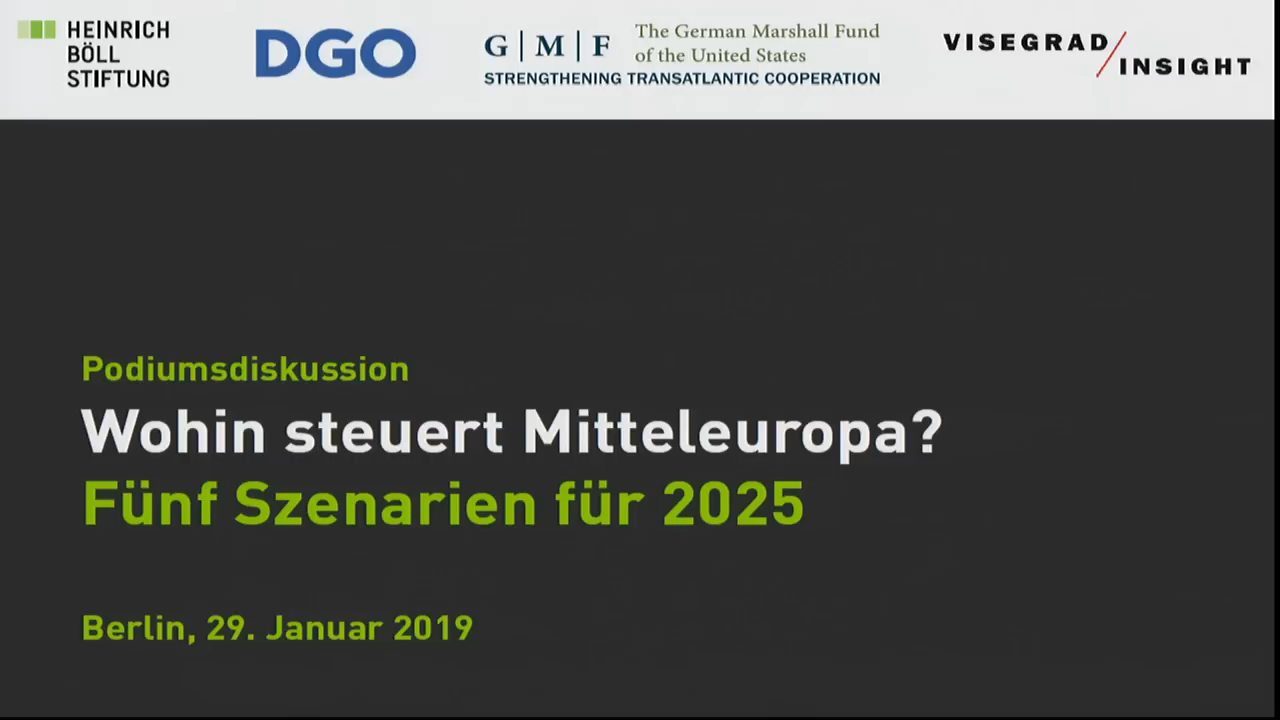 HEINRICH
BÖLL
STIFTUNG
DGO
G | M | F
The German Marshall Fund
of the United States
STRENGTHENING TRANSATLANTIC COOPERATION
VISEGRAD/
INSIGHT
Podiumsdiskussion
Wohin steuert Mitteleuropa?
Fünf Szenarien für 2025
Berlin, 29. Januar 2019